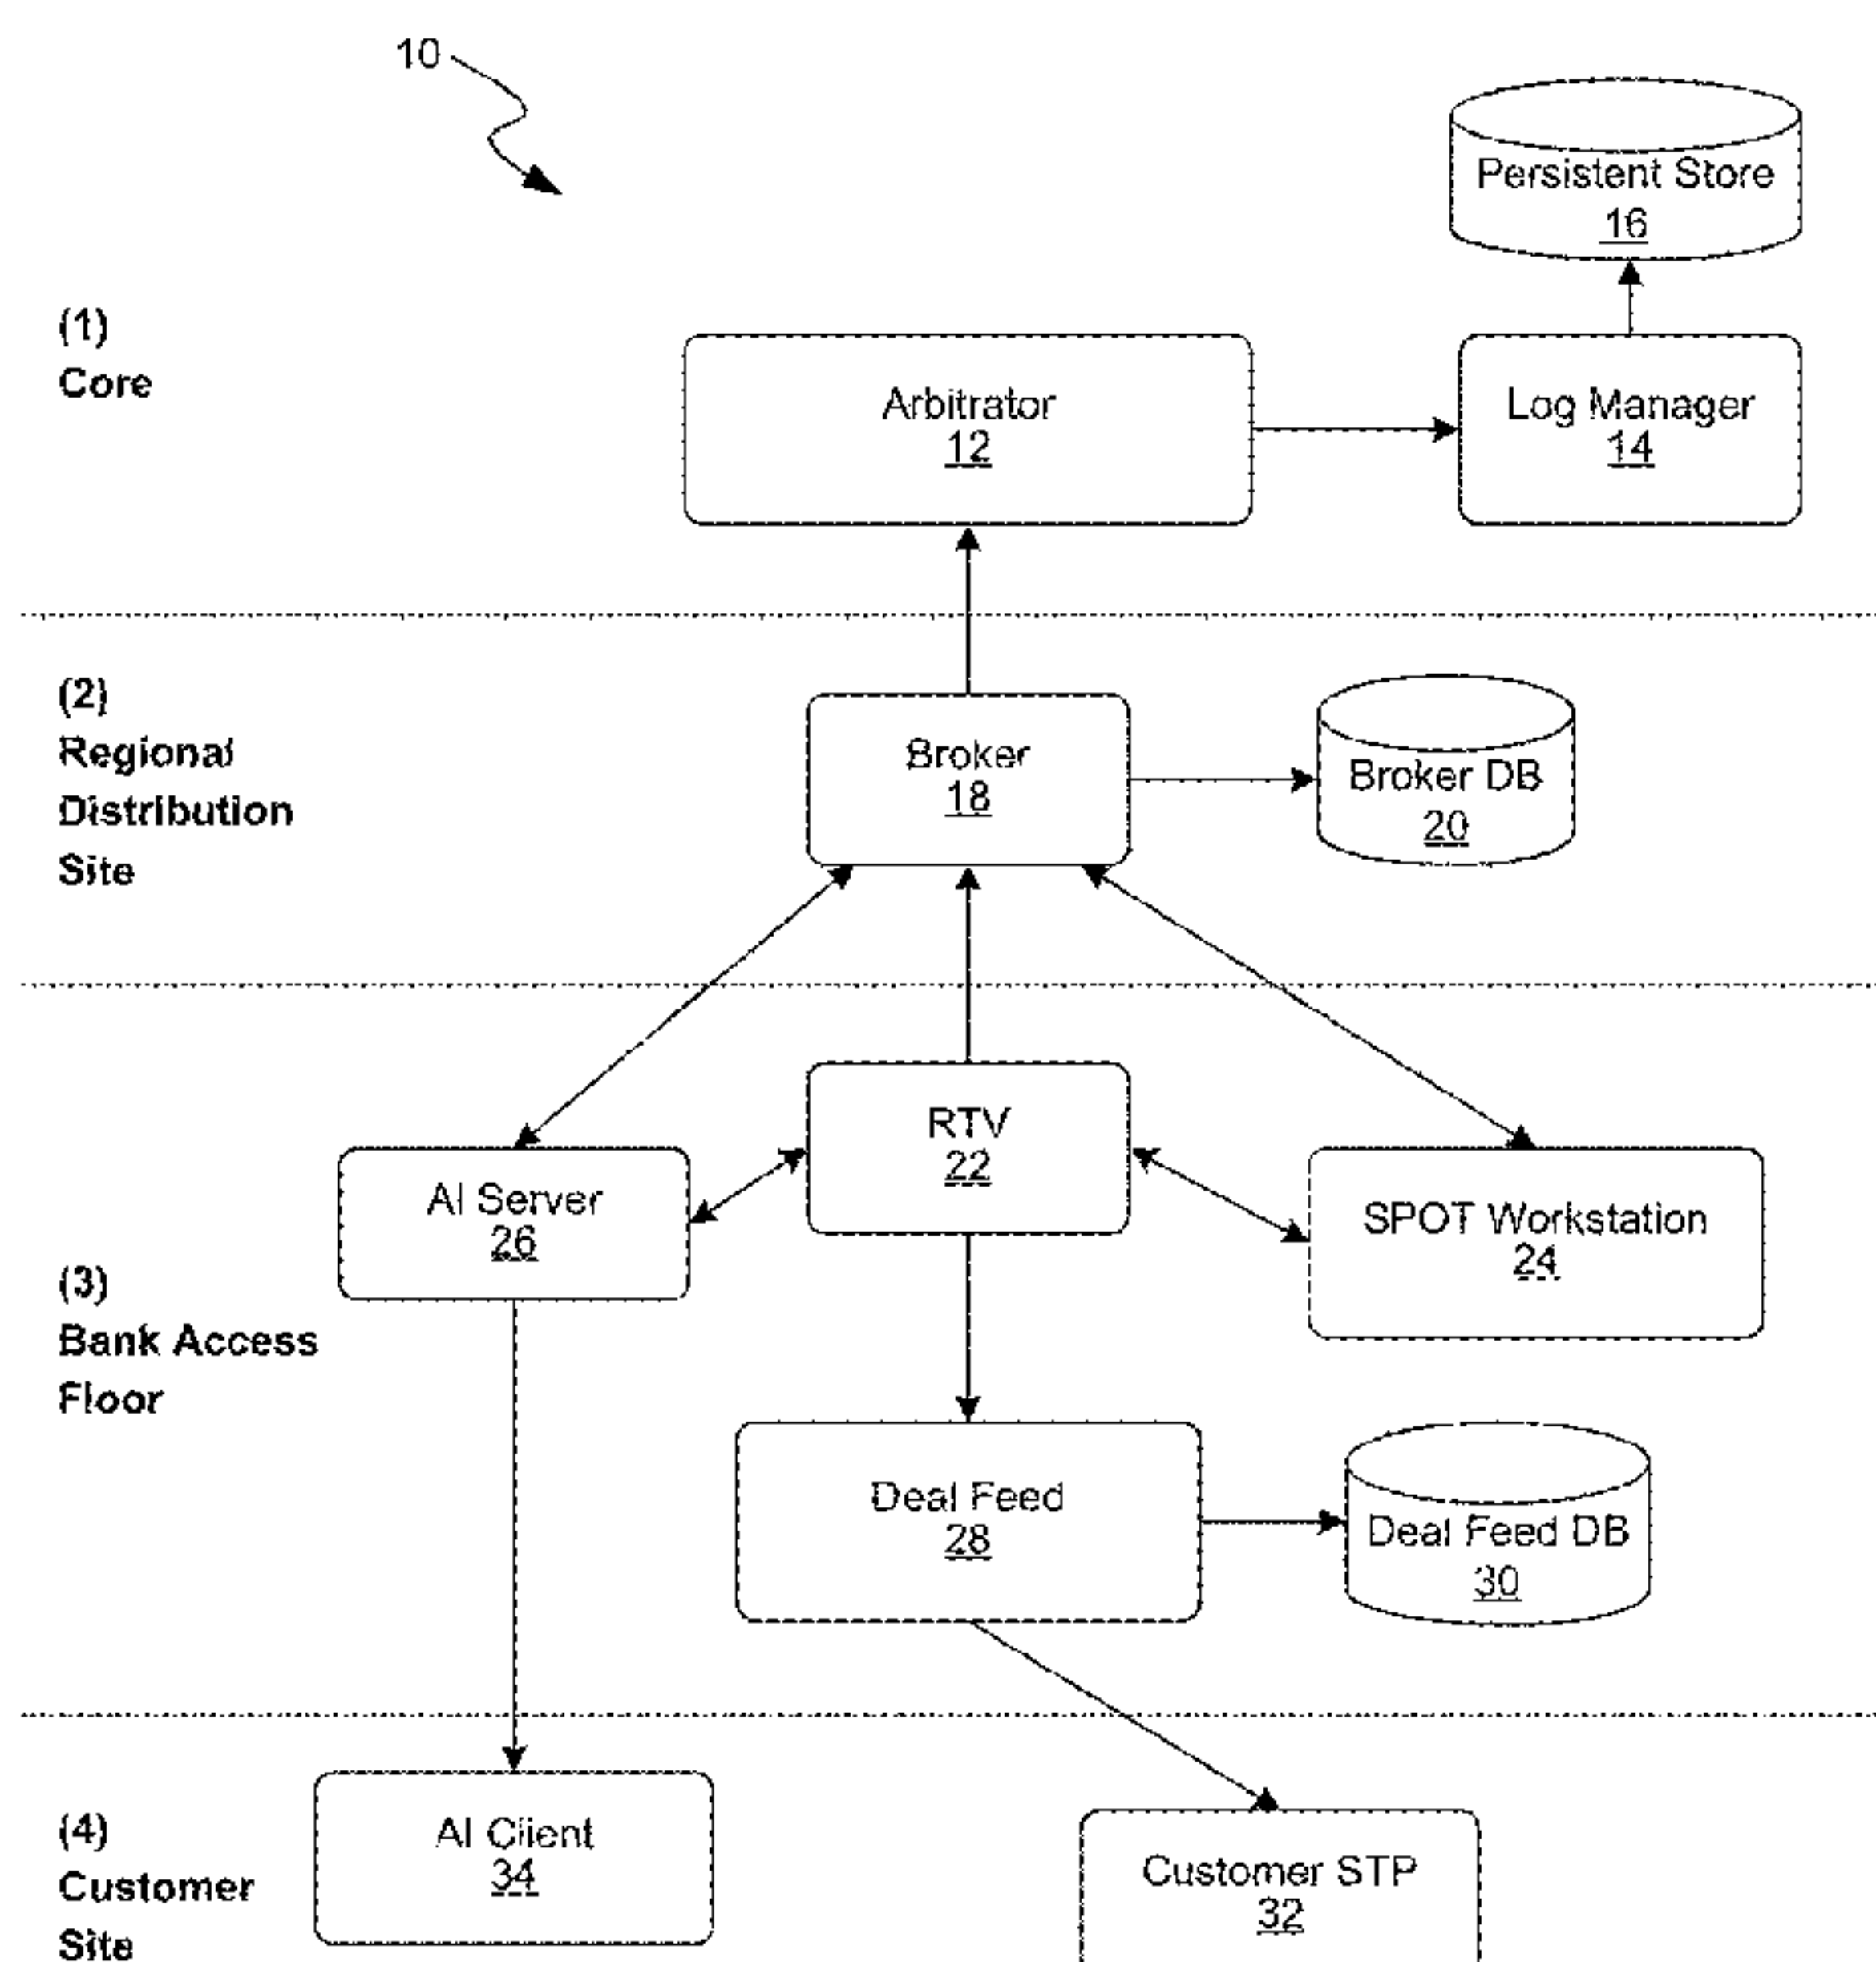 10
Persistent Store
16
(1)
Core
Arbitrator
12
Log Manager
14
(2)
Regional
Distribution
Site
Broker
18
Broker DB
20
RTV
22
AI Server
26
SPOT Workstation
24
(3)
Bank Access
Floor
Deal Feed
28
Deal Feed DB
30
(4)
Customer
Site
AI Client
34
Customer STP
32